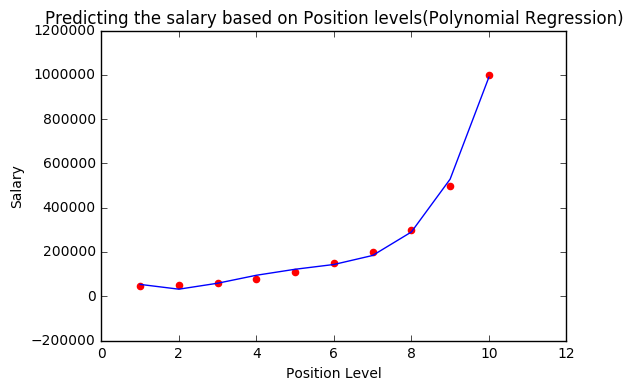 Predicting the salary based on Position levels(Polynomial Regression)
1200000
1000000
800000
600000
400000
200000
0
−200000
Salary
0 2 4 6 8 10 12
Position Level